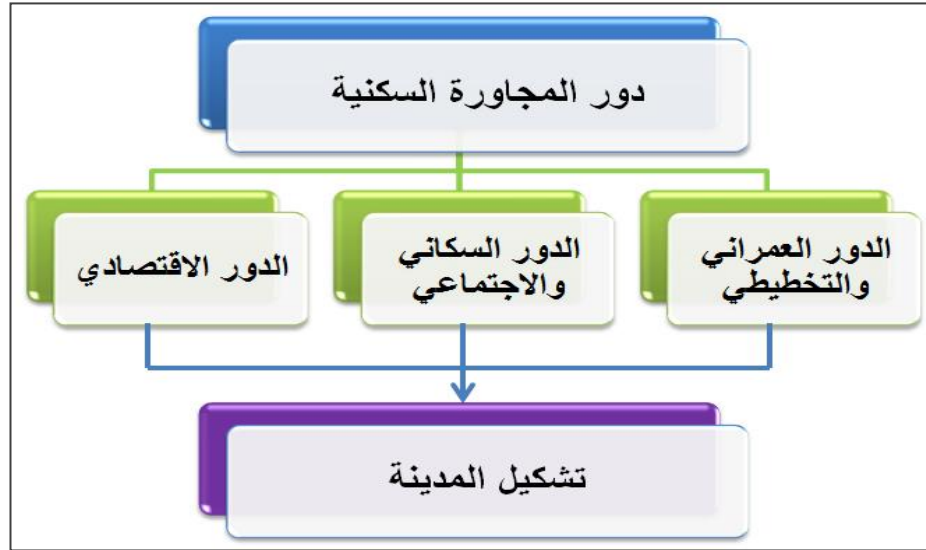 دور المجاورة السكنية
الدور العمراني
والتخطيطي
الدور السكاني
والاجتماعي
الدور الاقتصادي
تشكيل المدينة